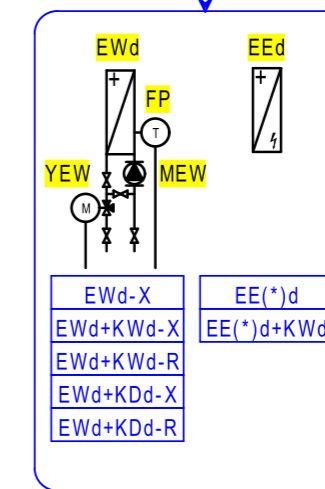 EWd
EEd
FP
T
YEW
MEW
M
EWd-X
EWd+KWd-X
EWd+KWd-R
EWd+KDd-X
EWd+KDd-R
EE(*)d
EE(*)d+KWd